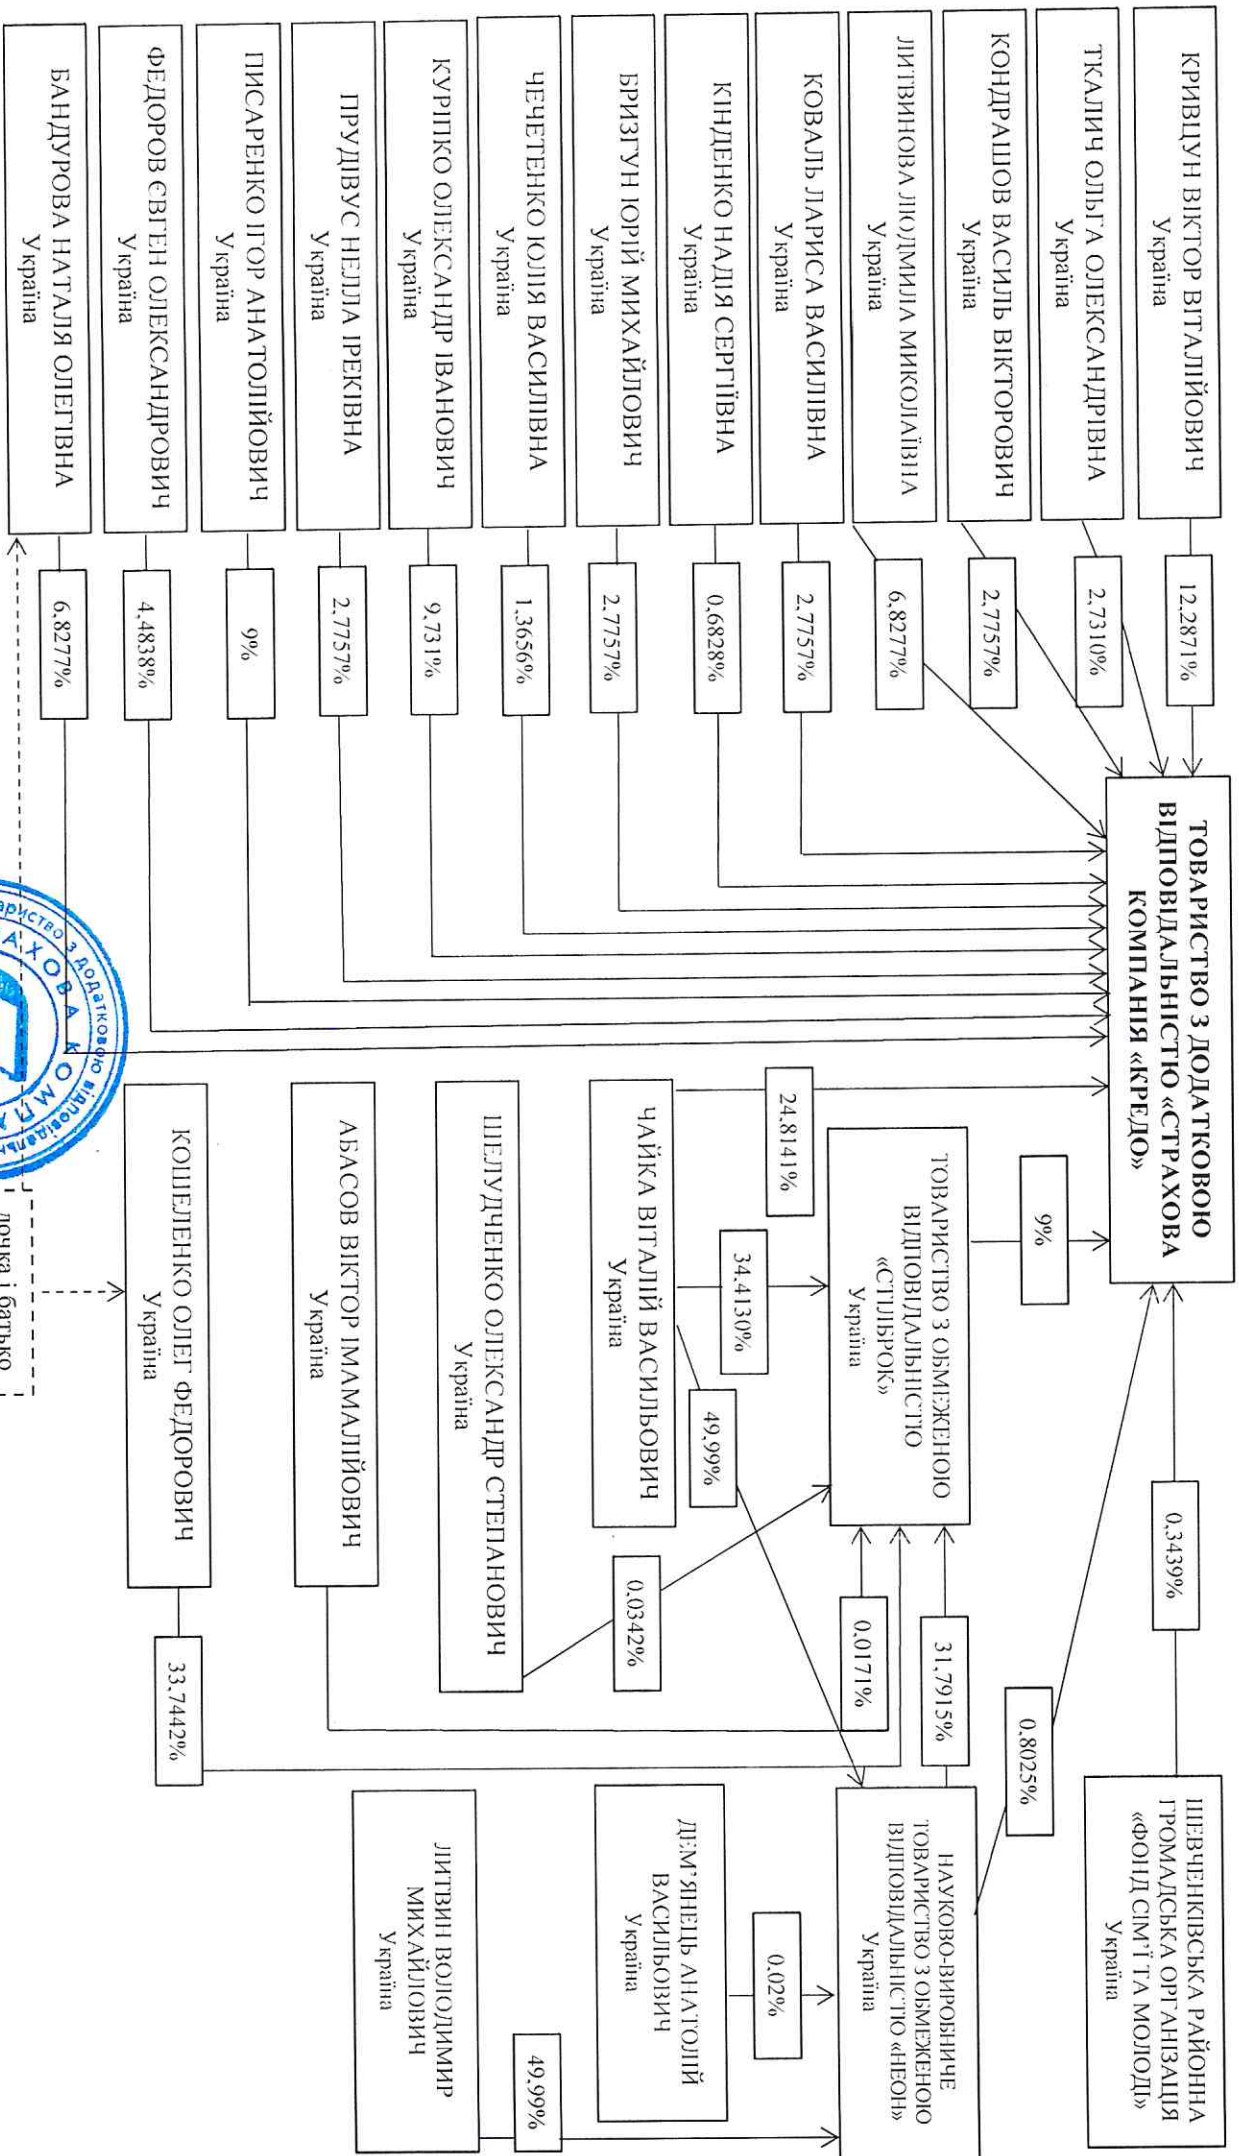 КРИВЦУН ВІКТОР ВІТАЛІЙОВИЧ
Україна
12,2871%
ТКАЛИЧ ОЛЬГА ОЛЕКСАНДРІВНА
Україна
2,7310%
КОНДРАШОВ ВАСИЛЬ ВІКТОРОВИЧ
Україна
2,7757%
ЛИТВИНОВА ЛЮДМИЛА МИКОЛАЇВНА
Україна
6,8277%
КОВАЛЬ ЛАРИСА ВАСИЛІВНА
Україна
2,7757%
КІНДЕНКО НАДІЯ СЕРГІЇВНА
Україна
0,6828%
БРИЗГУН ЮРІЙ МИХАЙЛОВИЧ
Україна
2,7757%
ЧЕЧЕТЕНКО ЮЛІЯ ВАСИЛІВНА
Україна
1,3656%
КУРІПКО ОЛЕКСАНДР ІВАНОВИЧ
Україна
9,731%
ПРУДІВУС НЕЛЛА ІРЕКІВНА
Україна
2,7757%
ПИСАРЕНКО ІГОР АНАТОЛІЙОВИЧ
Україна
9%
ФЕДОРОВ ЄВГЕН ОЛЕКСАНДРОВИЧ
Україна
4,4838%
БАНДУРОВА НАТАЛЯ ОЛЕГІВНА
Україна
6,8277%
ТОВАРИСТВО З ДОДАТКОВОЮ
ВІДПОВІДАЛЬНІСТЮ «СТРАХОВА
КОМПАНІЯ «КРЕДО»
9%
24,8141%
ТОВАРИСТВО З ОБМЕЖЕНОЮ
ВІДПОВІДАЛЬНІСТЮ
«СТІЛБРОК»
Україна
34,4130%
49,99%
ЧАЙКА ВІТАЛІЙ ВАСИЛЬОВИЧ
Україна
ШЕЛУДЧЕНКО ОЛЕКСАНДР СТЕПАНОВИЧ
Україна
0,0342%
АБАСОВ ВІКТОР ІМАМАЛІЙОВИЧ
Україна
0,0171%
КОШЕЛЕНКО ОЛЕГ ФЕДОРОВИЧ
Україна
33,7442%
дочка і батько
0,3439%
ШЕВЧЕНКІВСЬКА РАЙОННА
ГРОМАДСЬКА ОРГАНІЗАЦІЯ
«ФОНД СІМ'Ї ТА МОЛОДІ»
Україна
0,8025%
31,7915%
НАУКОВО-ВИРОБНИЧЕ
ТОВАРИСТВО З ОБМЕЖЕНОЮ
ВІДПОВІДАЛЬНІСТЮ «НЕОН»
Україна
0,02%
ДЕМ'ЯНЕЦЬ АНАТОЛІЙ
ВАСИЛЬОВИЧ
Україна
49,99%
ЛИТВИН ВОЛОДИМИР
МИХАЙЛОВИЧ
Україна
з додатковою